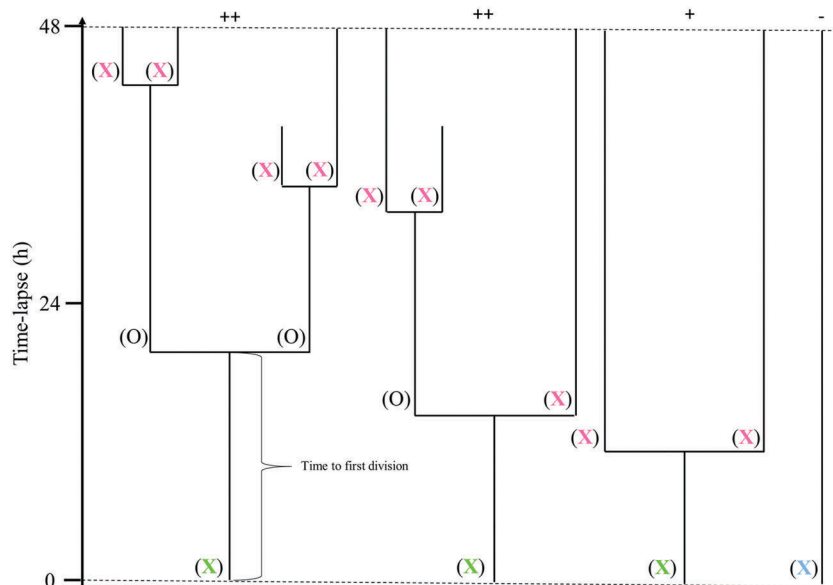 48 ++ ++ + -
(X) (X)
(X) (X)
(X) (X)
Time-lapse (h)
24
(O) (O)
(O) (X)
(X) (X)
Time to first division
(X) (X) (X) (X)
0